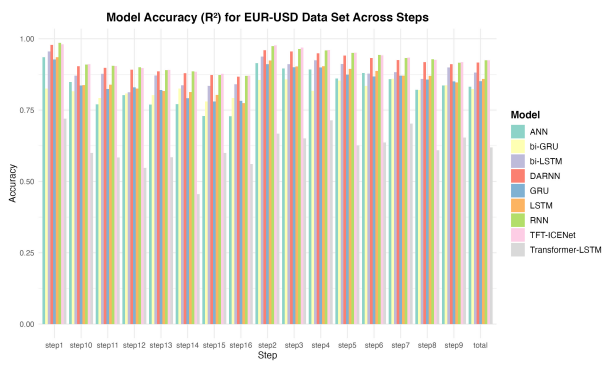 Model Accuracy (R²) for EUR-USD Data Set Across Steps
1.00
0.75
0.50
0.25
0.00
Accuracy
step1 step10 step11 step12 step13 step14 step15 step16 step2 step3 step4 step5 step6 step7 step8 step9 total
Step
Model
ANN
bi-GRU
bi-LSTM
DARNN
GRU
LSTM
RNN
TFT-ICENet
Transformer-LSTM